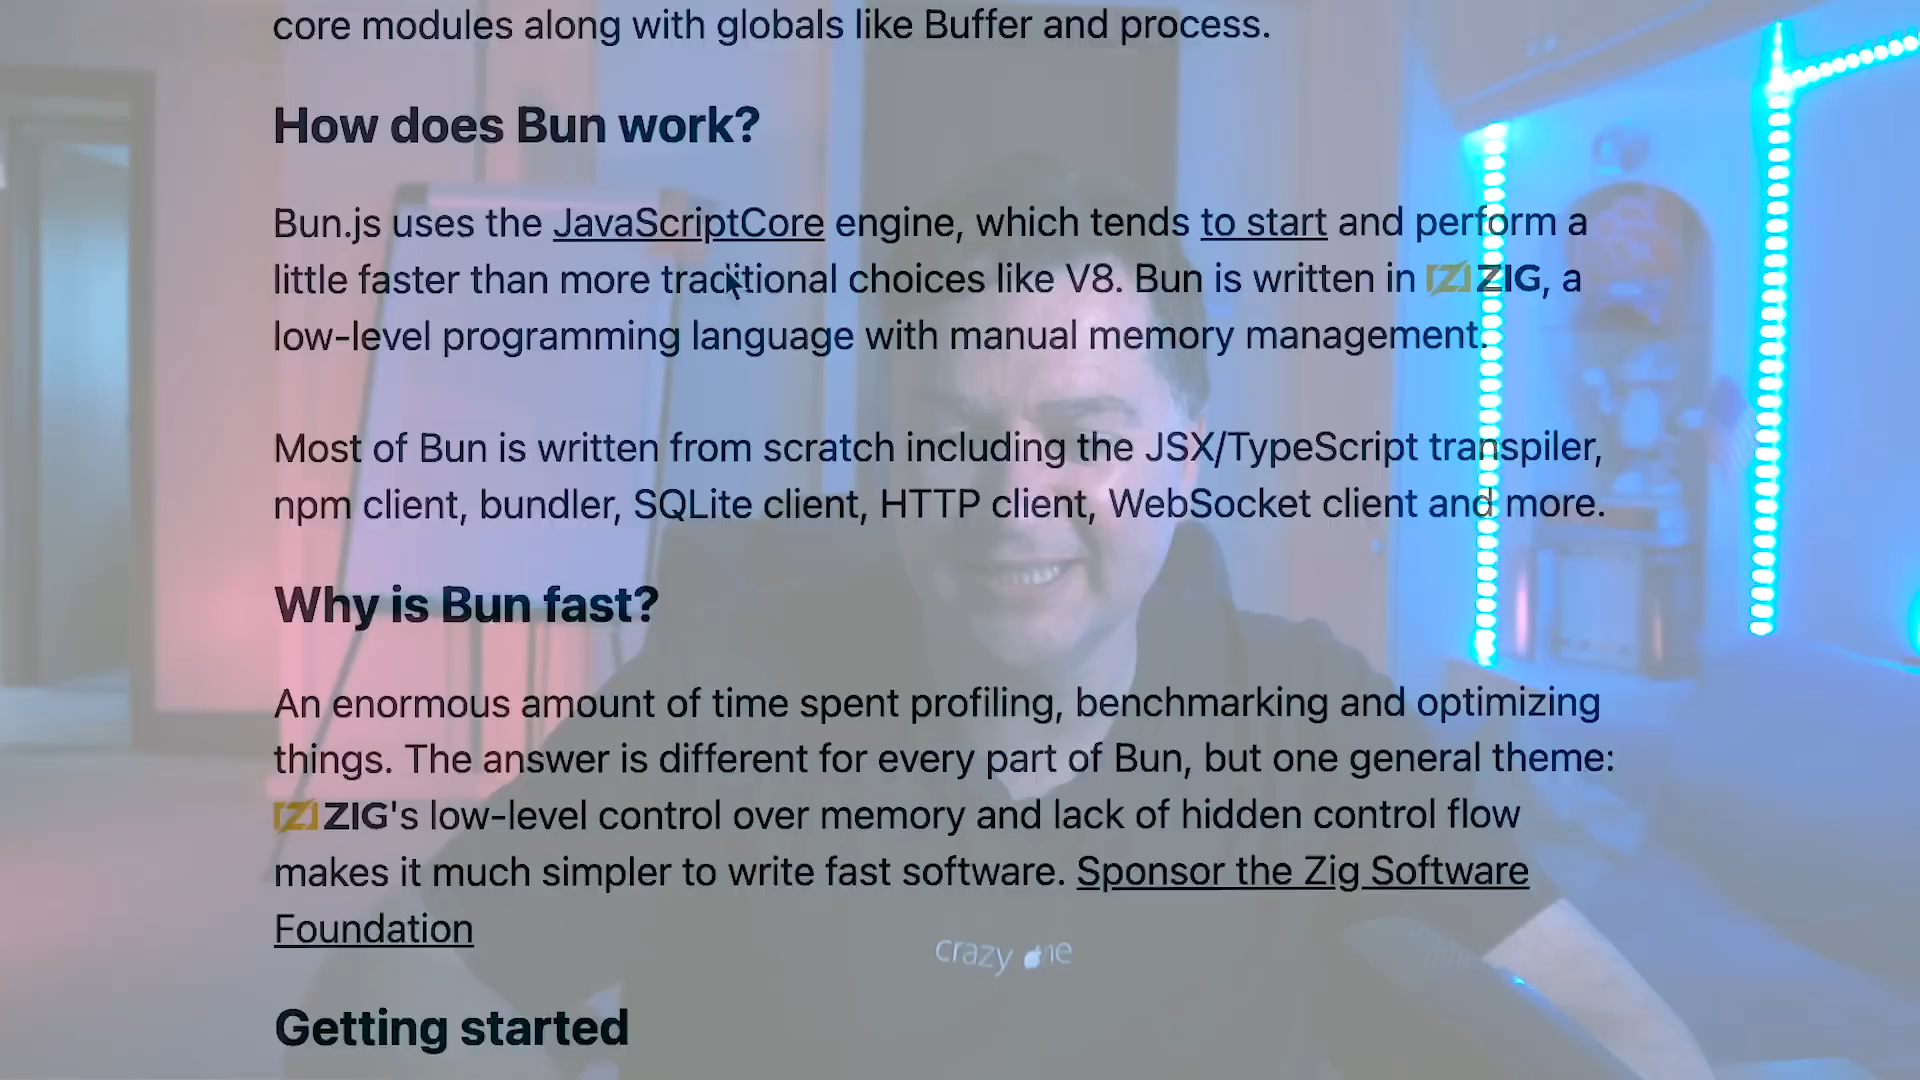 core modules along with globals like Buffer and process.
How does Bun work?
Bun.js uses the JavaScriptCore engine, which tends to start and perform a
little faster than more traditional choices like V8. Bun is written in ZIG, a
low-level programming language with manual memory management.
Most of Bun is written from scratch including the JSX/TypeScript transpiler,
npm client, bundler, SQLite client, HTTP client, WebSocket client and more.
Why is Bun fast?
An enormous amount of time spent profiling, benchmarking and optimizing
things. The answer is different for every part of Bun, but one general theme:
ZIG's low-level control over memory and lack of hidden control flow
makes it much simpler to write fast software. Sponsor the Zig Software
Foundation
crazy one
Getting started